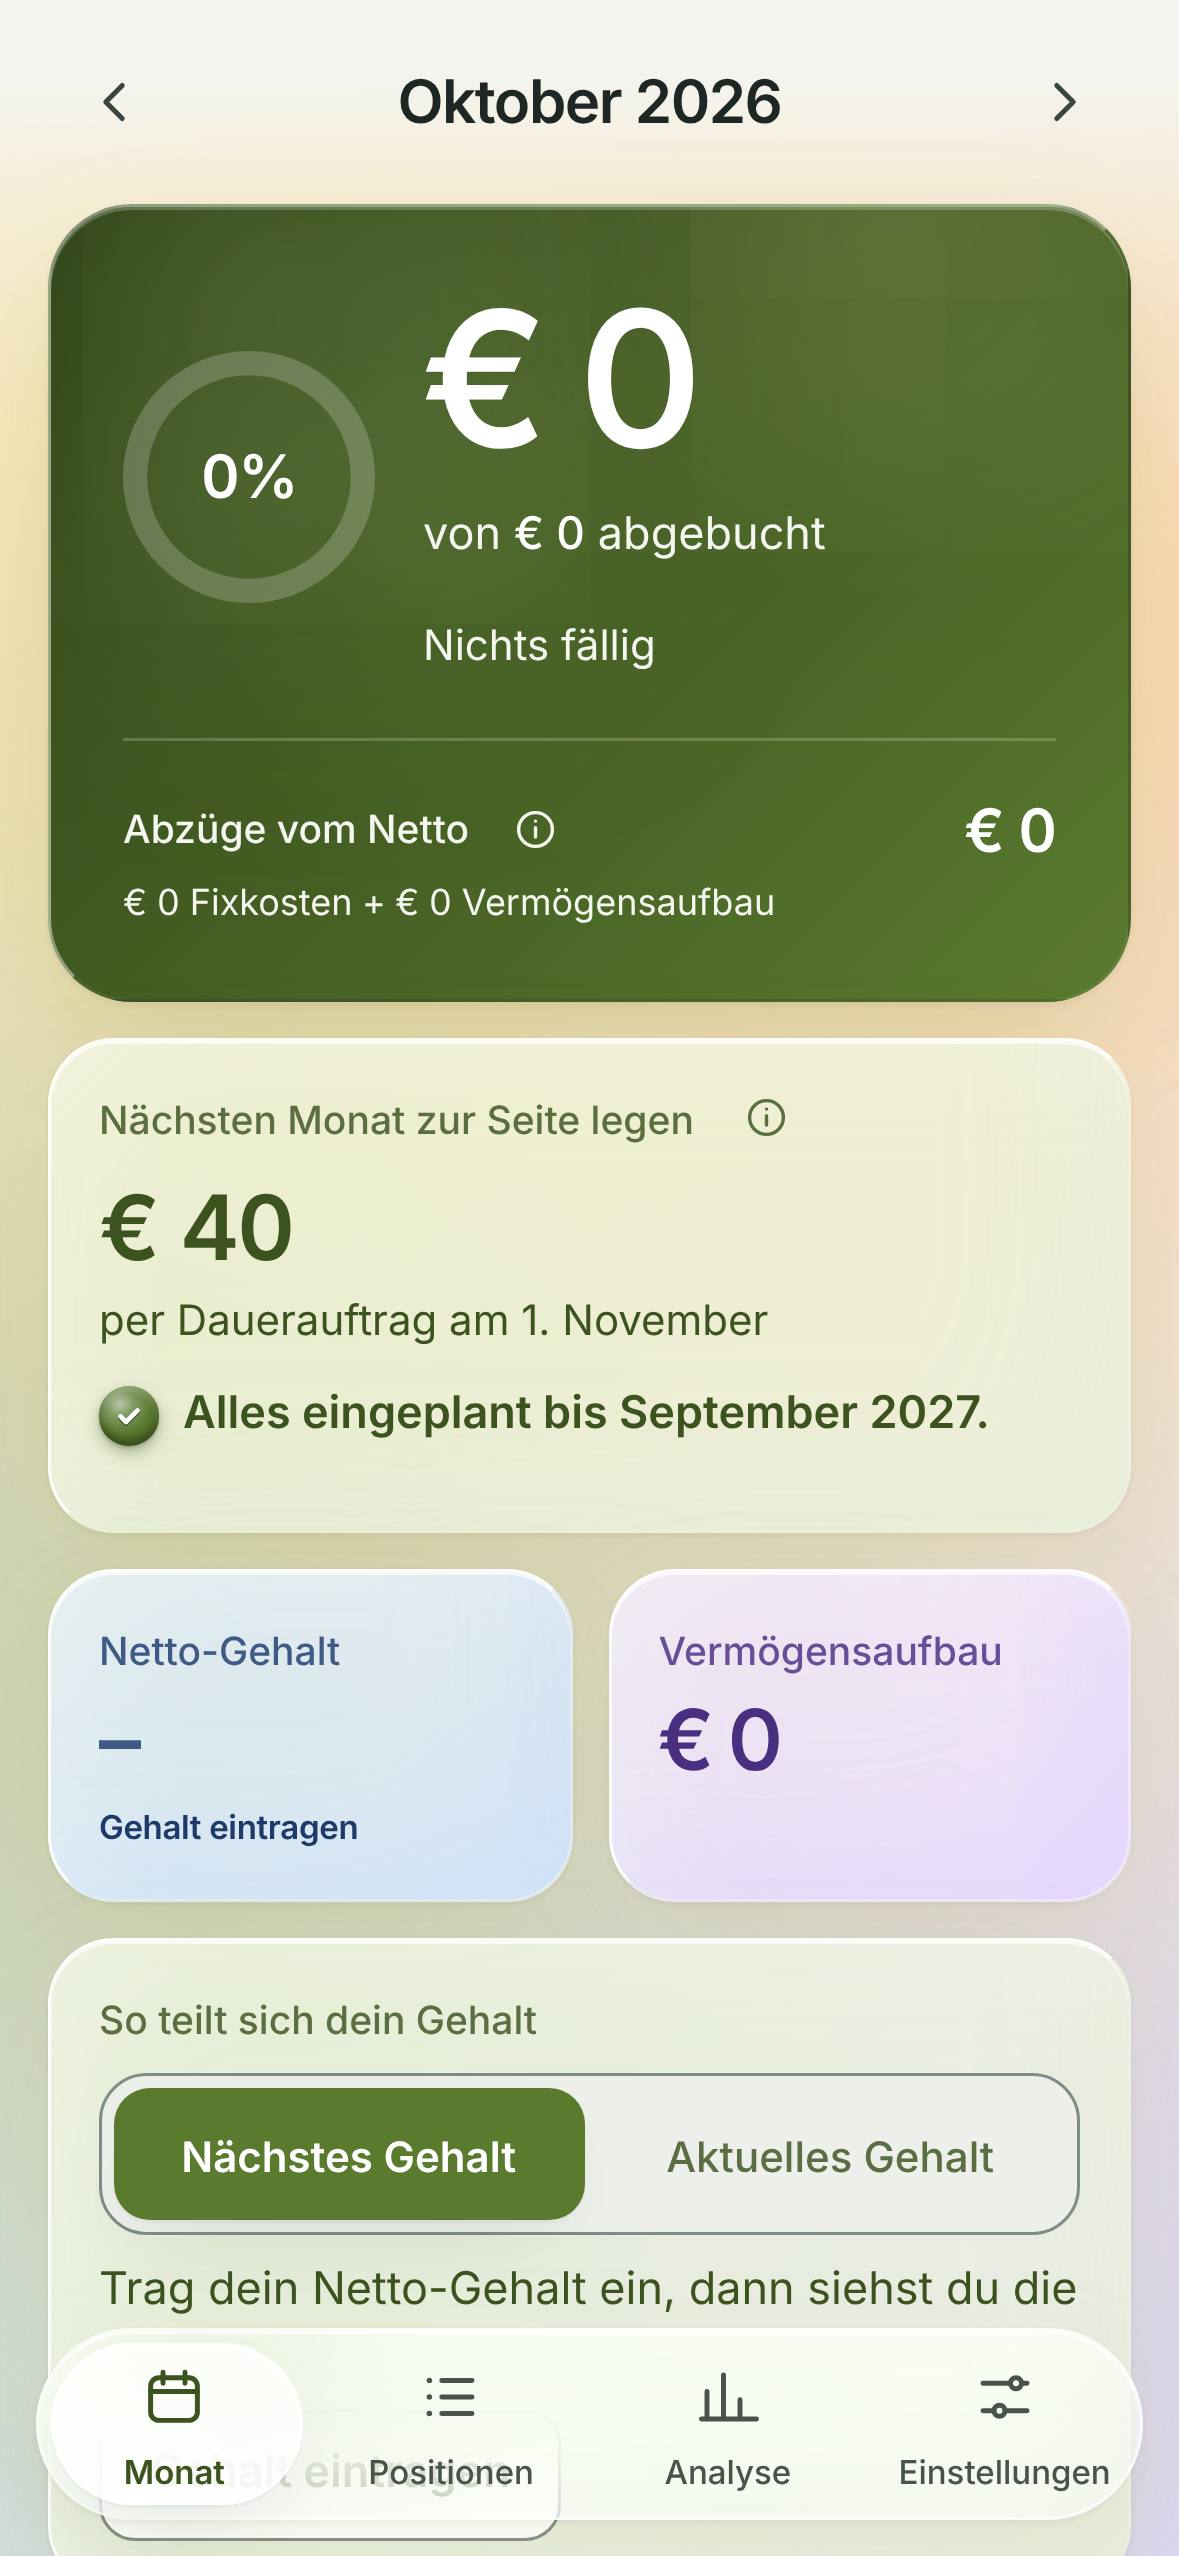 Oktober 2026
€ 0
0%
von € 0 abgebucht
Nichts fällig
Abzüge vom Netto
€ 0
€ 0 Fixkosten + € 0 Vermögensaufbau
Nächsten Monat zur Seite legen
€ 40
per Dauerauftrag am 1. November
Alles eingeplant bis September 2027.
Netto-Gehalt
–
Gehalt eintragen
Vermögensaufbau
€ 0
So teilt sich dein Gehalt
Nächstes Gehalt
Aktuelles Gehalt
Trag dein Netto-Gehalt ein, dann siehst du die
Gehalt eintragen
Monat
Positionen
Analyse
Einstellungen